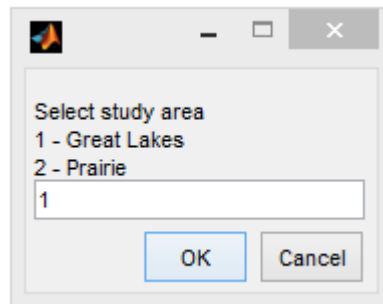 Select study area
1 - Great Lakes
2 - Prairie
1
OK Cancel